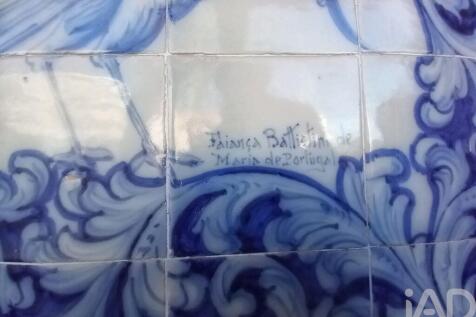 Faiança Battistini de
Maria de Portugal
iAD